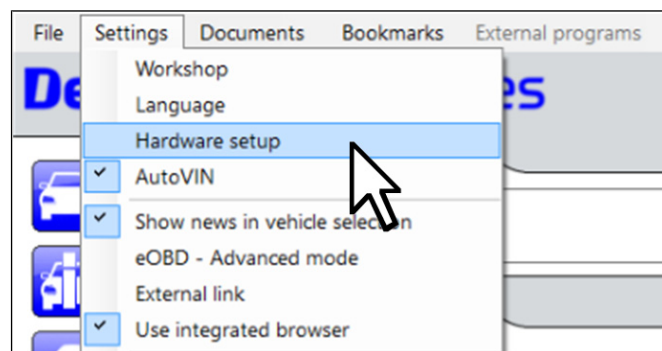 File Settings Documents Bookmarks External programs
Workshop
Language
Hardware setup
AutoVIN
Show news in vehicle selection
eOBD - Advanced mode
External link
Use integrated browser